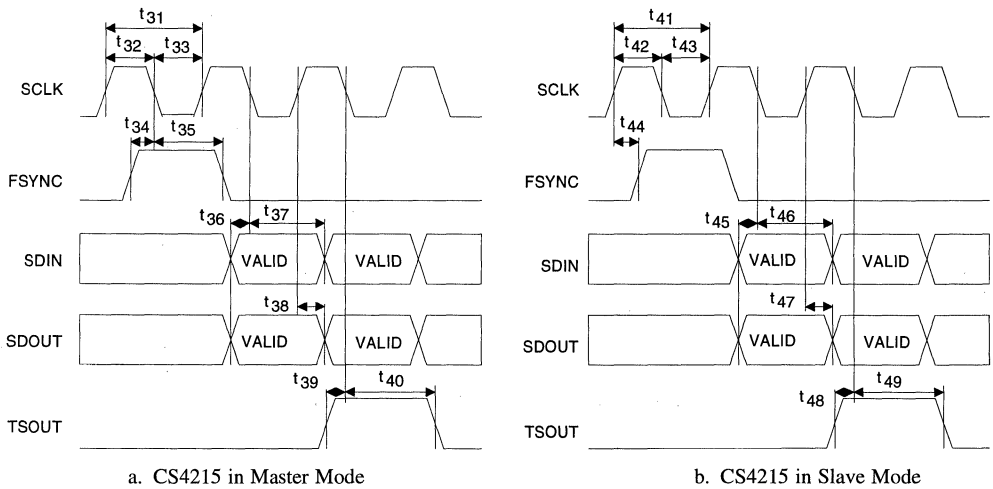 t31
t32 t33
SCLK
t34 t35
FSYNC
t36 t37
SDIN VALID VALID
t38
SDOUT VALID VALID
t39 t40
TSOUT
a. CS4215 in Master Mode
t41
t42 t43
SCLK
t44
FSYNC
t45 t46
SDIN VALID VALID
t47
SDOUT VALID VALID
t48 t49
TSOUT
b. CS4215 in Slave Mode